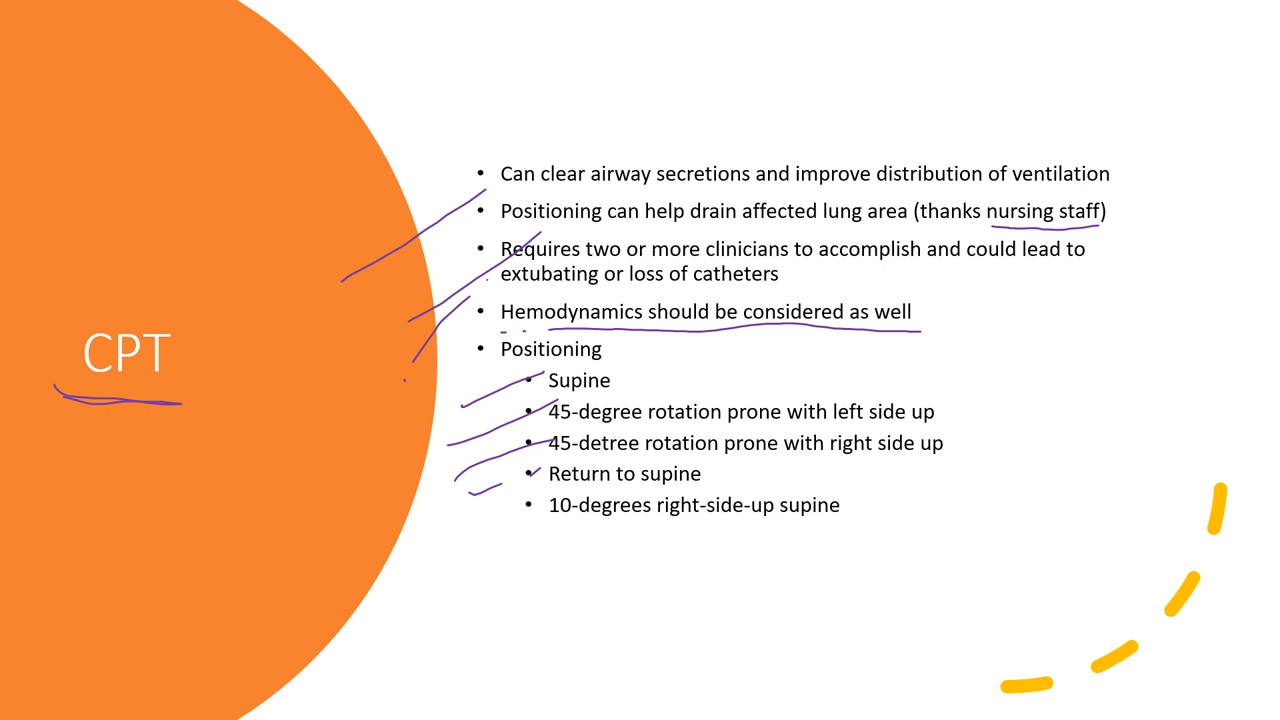 CPT
• Can clear airway secretions and improve distribution of ventilation
• Positioning can help drain affected lung area (thanks nursing staff)
• Requires two or more clinicians to accomplish and could lead to
extubating or loss of catheters
• Hemodynamics should be considered as well
• Positioning
• Supine
• 45-degree rotation prone with left side up
• 45-detree rotation prone with right side up
• Return to supine
• 10-degrees right-side-up supine